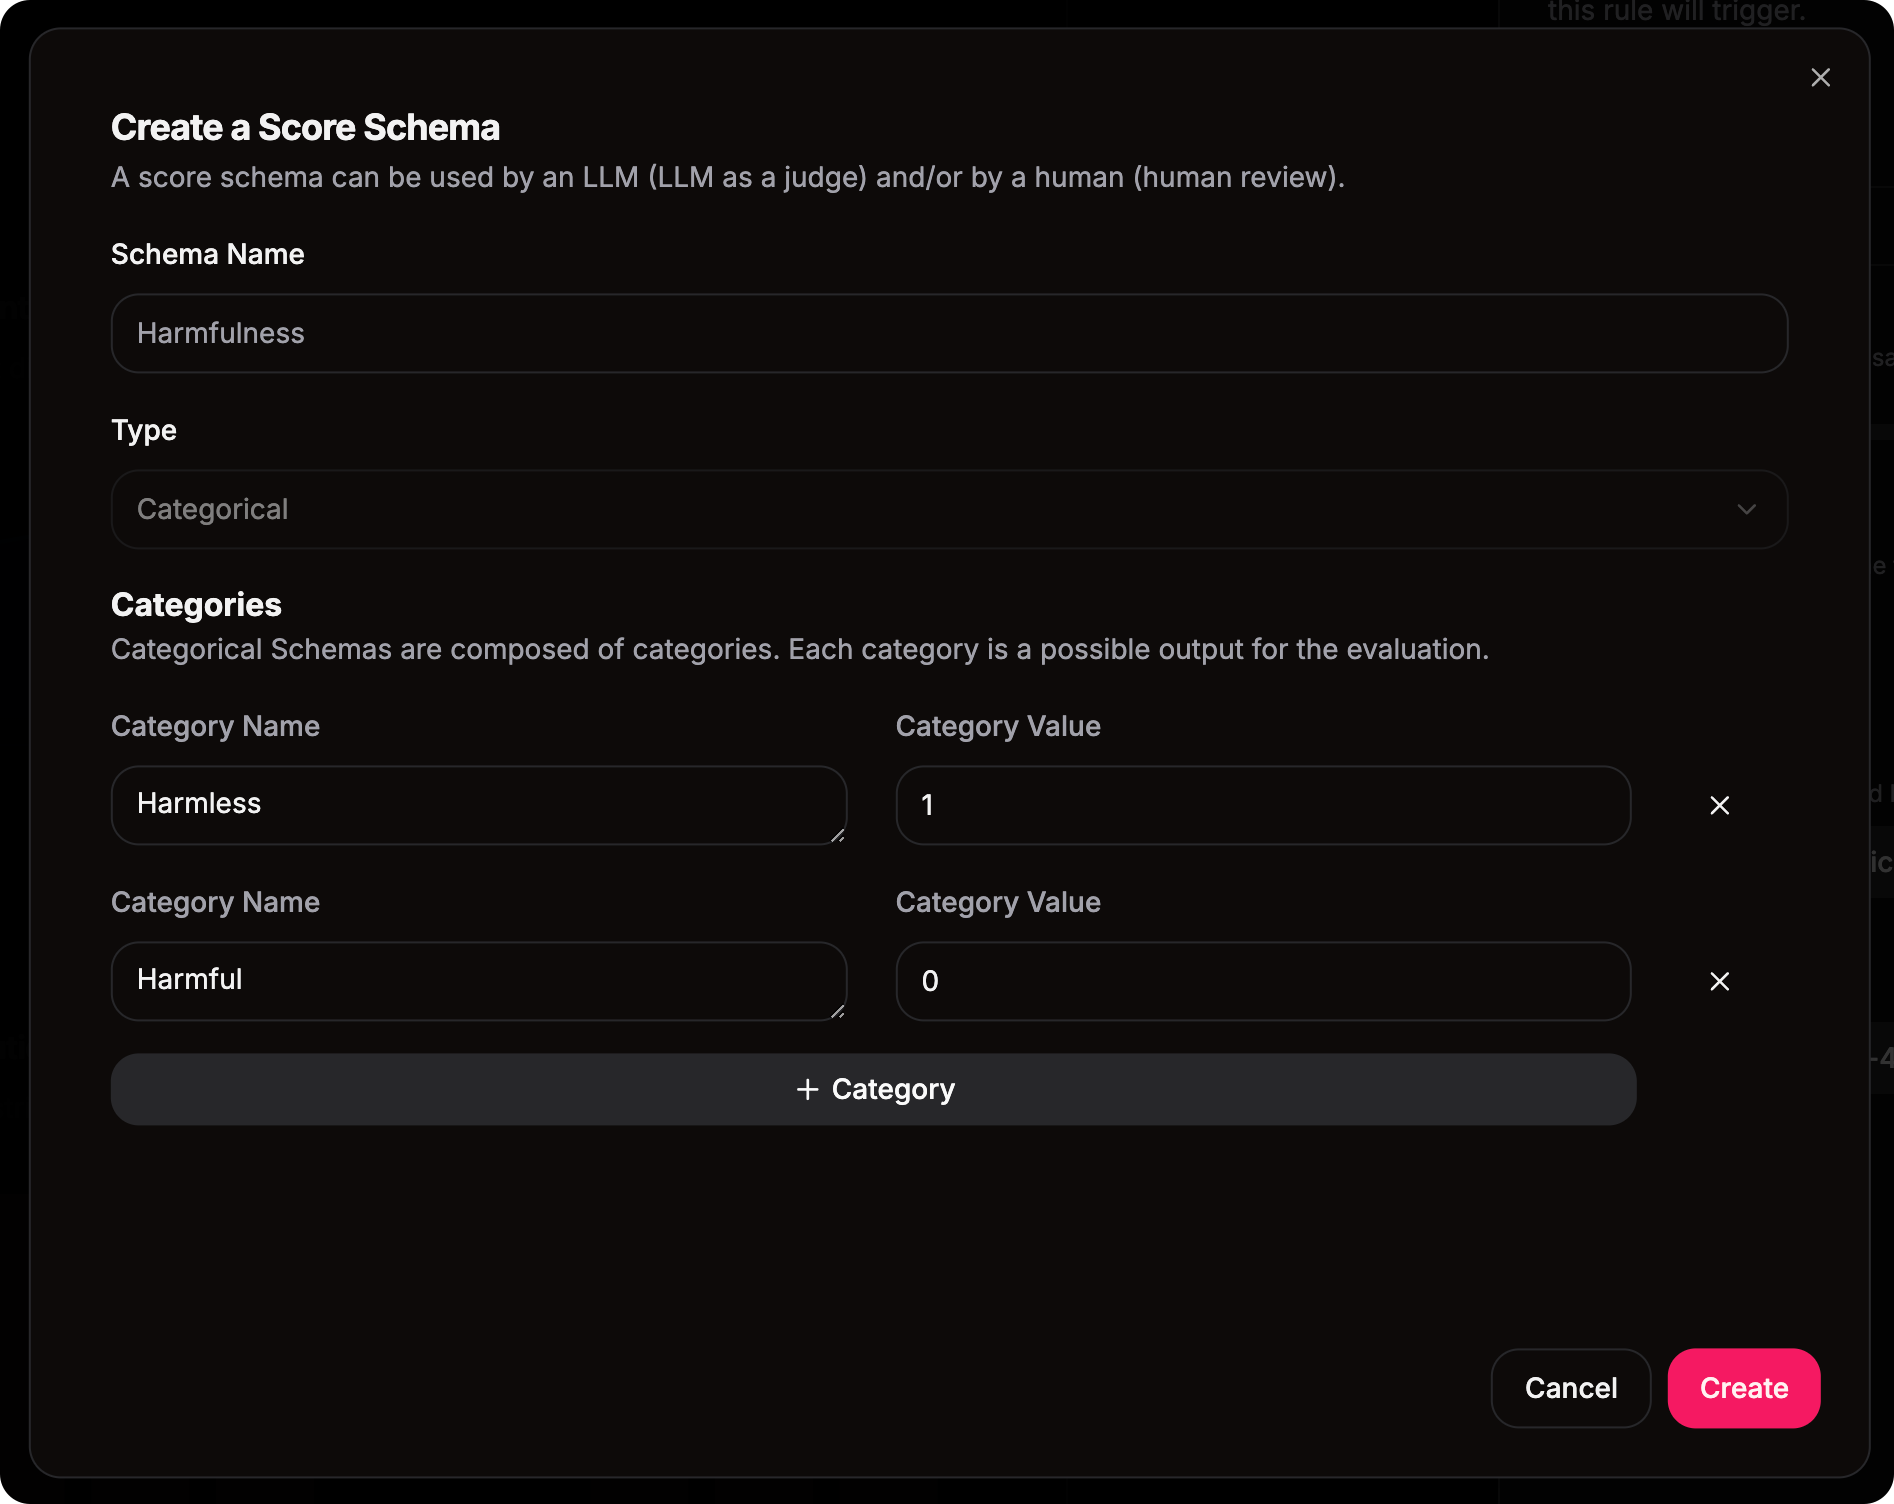 this rule will trigger.
Create a Score Schema
A score schema can be used by an LLM (LLM as a judge) and/or by a human (human review).
Schema Name
Harmfulness
Type
Categorical
Categories
Categorical Schemas are composed of categories. Each category is a possible output for the evaluation.
Category Name
Category Value
Harmless
1
Category Name
Category Value
Harmful
0
+ Category
Cancel
Create